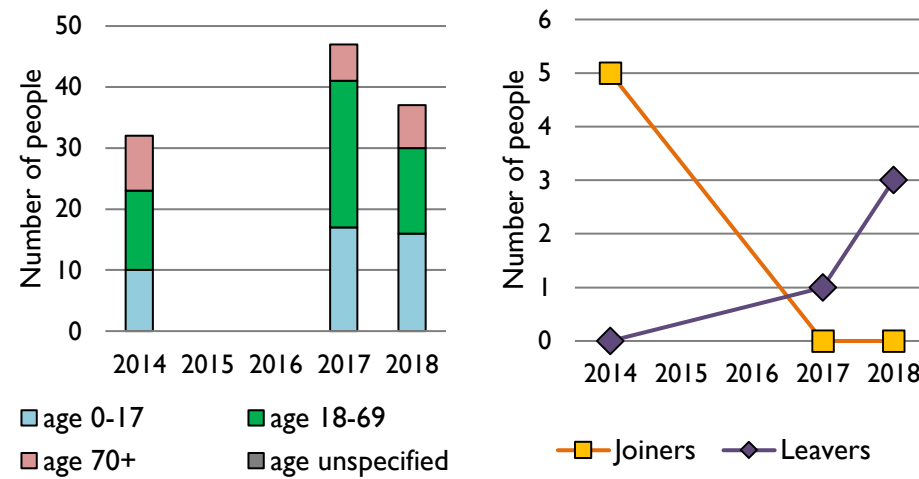 Number of people
50
40
30
20
10
0
2014 2015 2016 2017 2018
age 0-17 age 18-69
age 70+ age unspecified
Number of people
6
5
4
3
2
1
0
2014 2015 2016 2017 2018
Joiners Leavers